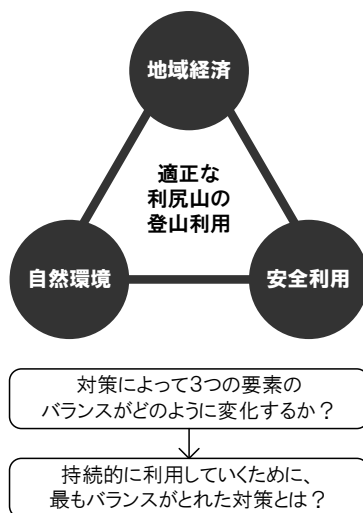 地域経済
適正な
利尻山の
登山利用
自然環境
安全利用
対策によって3つの要素の
バランスがどのように変化するか？
持続的に利用していくために、
最もバランスがとれた対策とは？